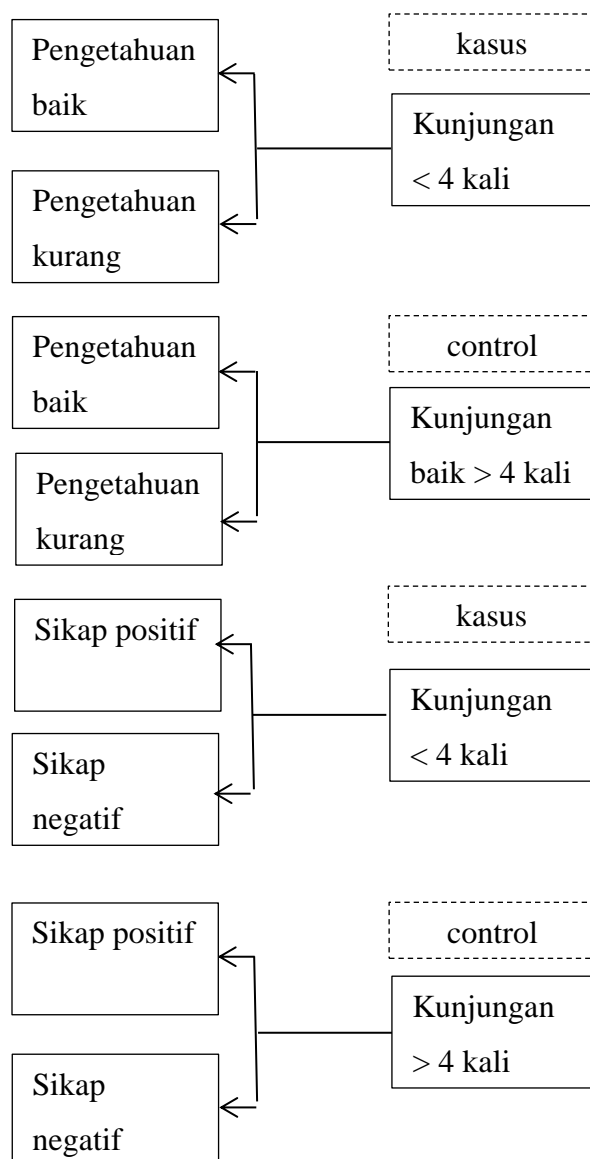 Pengetahuan
baik
kasus
Kunjungan
< 4 kali
Pengetahuan
kurang
Pengetahuan
baik
control
Kunjungan
baik > 4 kali
Pengetahuan
kurang
Sikap positif
kasus
Kunjungan
< 4 kali
Sikap
negatif
Sikap positif
control
Kunjungan
> 4 kali
Sikap
negatif